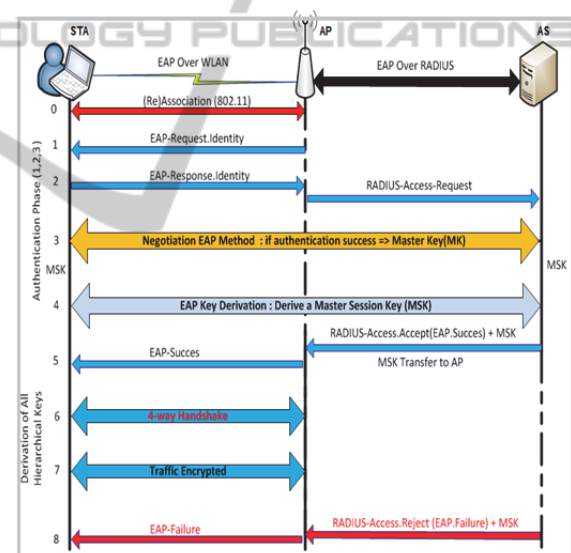 OLOGY PUBLICATIONS
STA
AP
AS
EAP Over WLAN
EAP Over RADIUS
0
(Re)Association (802.11)
1
EAP-Request.Identity
2
EAP-Response.Identity
RADIUS-Access-Request
Authentication Phase (1,2,3)
3
Negotiation EAP Method : if authentication success => Master Key(MK)
MSK
MSK
4
EAP Key Derivation : Derive a Master Session Key (MSK)
RADIUS-Access.Accept(EAP.Succes) + MSK
5
EAP-Succes
MSK Transfer to AP
Derivation of All
Hierarchical Keys
6
4-way Handshake
7
Traffic Encrypted
8
EAP-Failure
RADIUS-Access.Reject (EAP.Failure) + MSK